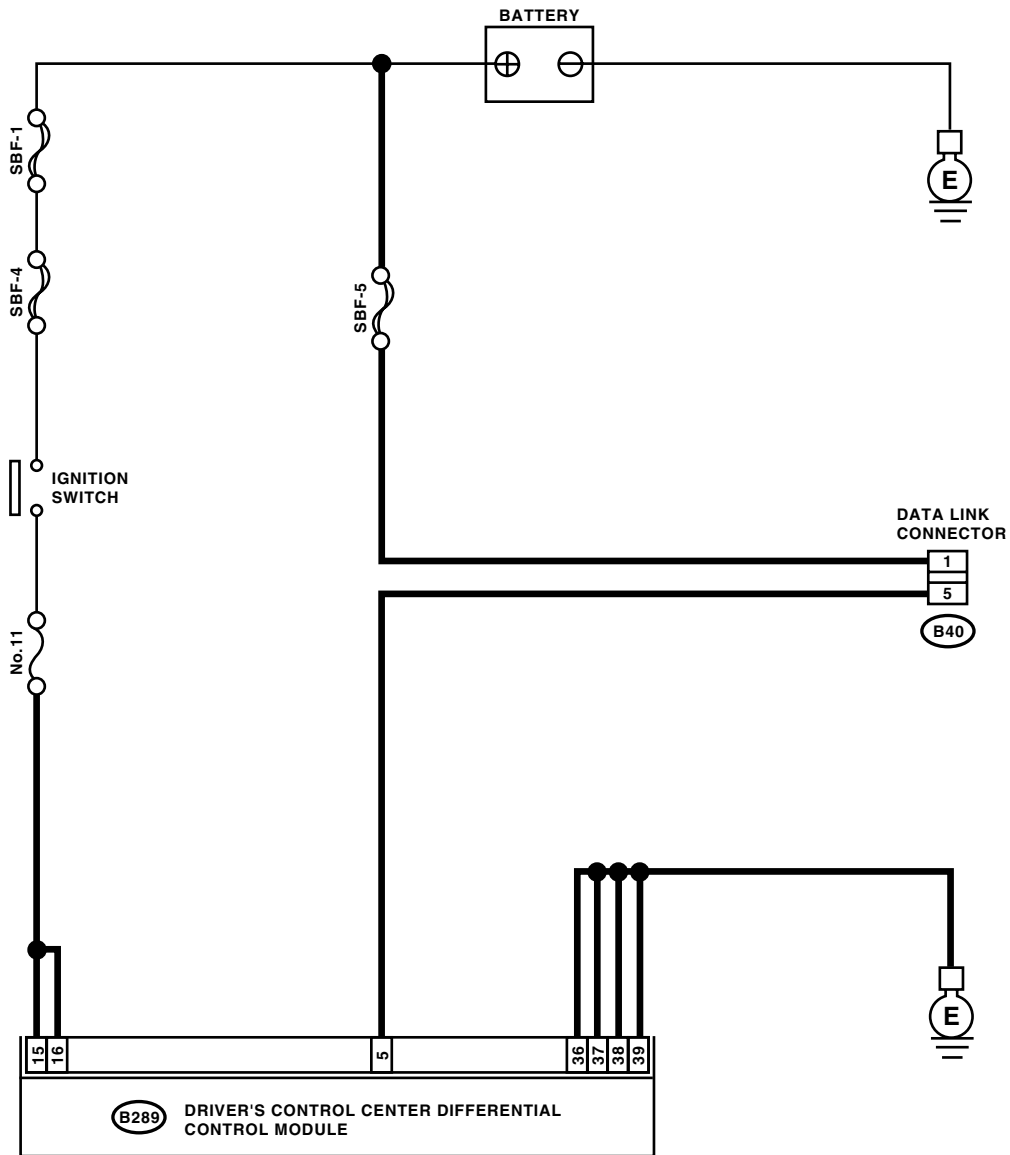 BATTERY
SBF-1
E
SBF-4
SBF-5
IGNITION
SWITCH
DATA LINK
CONNECTOR
1
5
B40
No.11
E
15
16
5
36
37
38
39
B289
DRIVER'S CONTROL CENTER DIFFERENTIAL
CONTROL MODULE